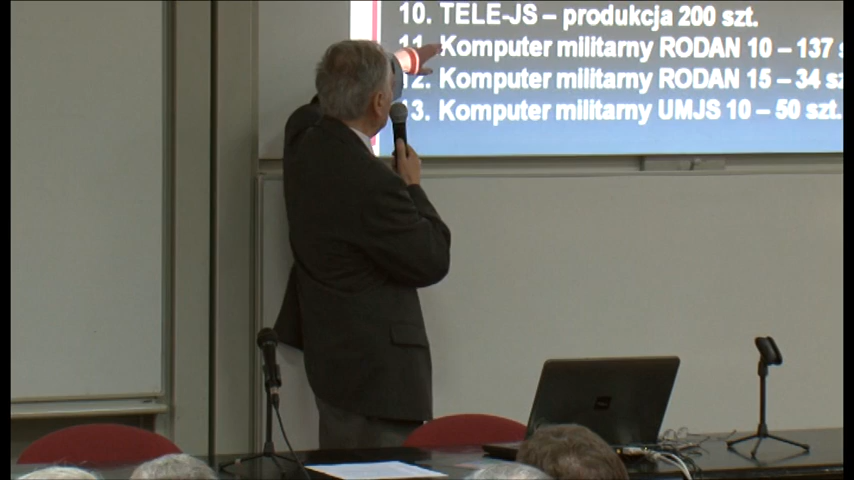 10. TELE-JS – produkcja 200 szt.
11. Komputer militarny RODAN 10 – 137 s
12. Komputer militarny RODAN 15 – 34 sz
13. Komputer militarny UMJS 10 – 50 szt.